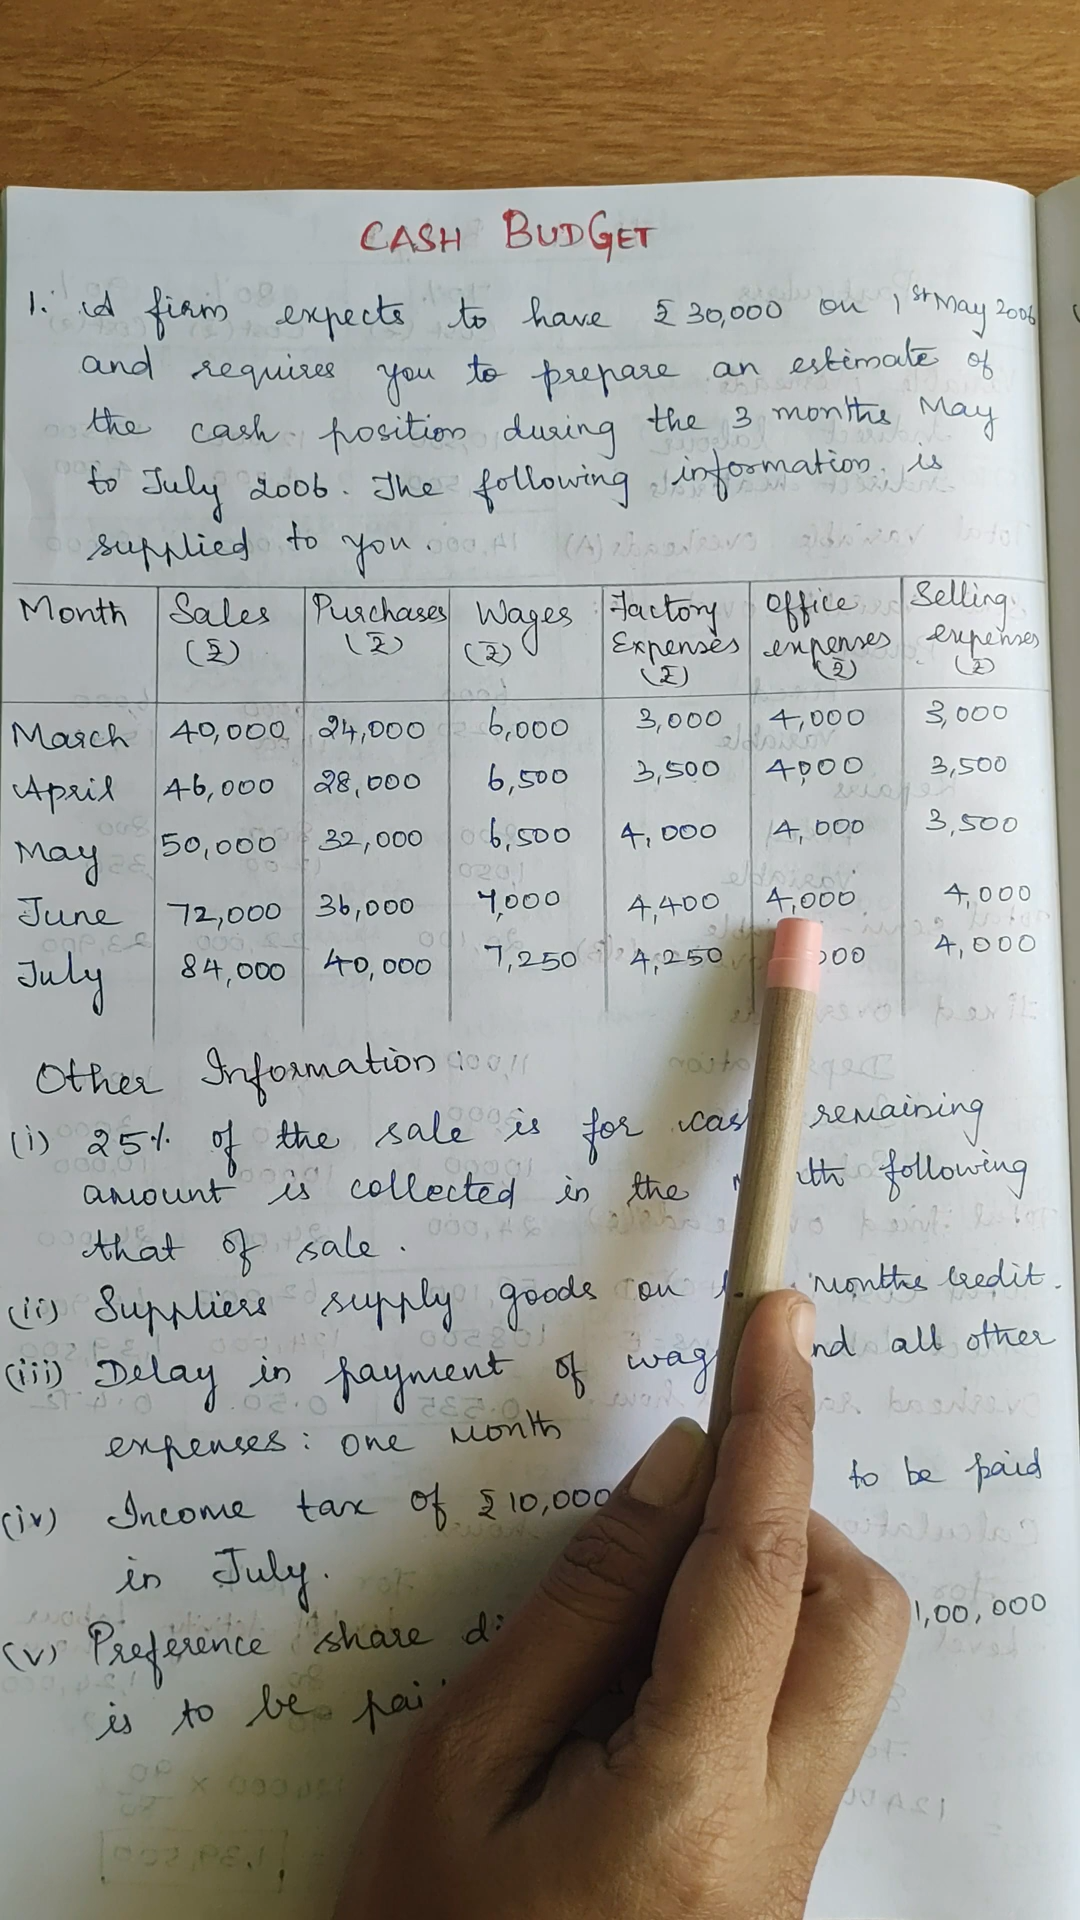 CASH BUDGET
1. A firm expects to have ₹ 30,000 on 1st May 2006
and requires you to prepare an estimate of
the cash position during the 3 months May
to July 2006. The following information is
supplied to you.
Month Sales (₹) Purchases (₹) Wages (₹) Factory Expenses (₹) Office expenses (₹) Selling expenses (₹)
March 40,000 24,000 6,000 3,000 4,000 3,000
April 46,000 28,000 6,500 3,500 4,000 3,500
May 50,000 32,000 6,500 4,000 4,000 3,500
June 72,000 36,000 7,000 4,400 4,000 4,000
July 84,000 40,000 7,250 4,250 000 4,000
Other Information:
(i) 25% of the sale is for cas remaining
amount is collected in the nth following
that of sale.
(ii) Suppliers supply goods on months credit.
(iii) Delay in payment of wag nd all other
expenses: one month
(iv) Income tax of ₹ 10,000 to be paid
in July.
(v) Preference share di 1,00,000
is to be pai